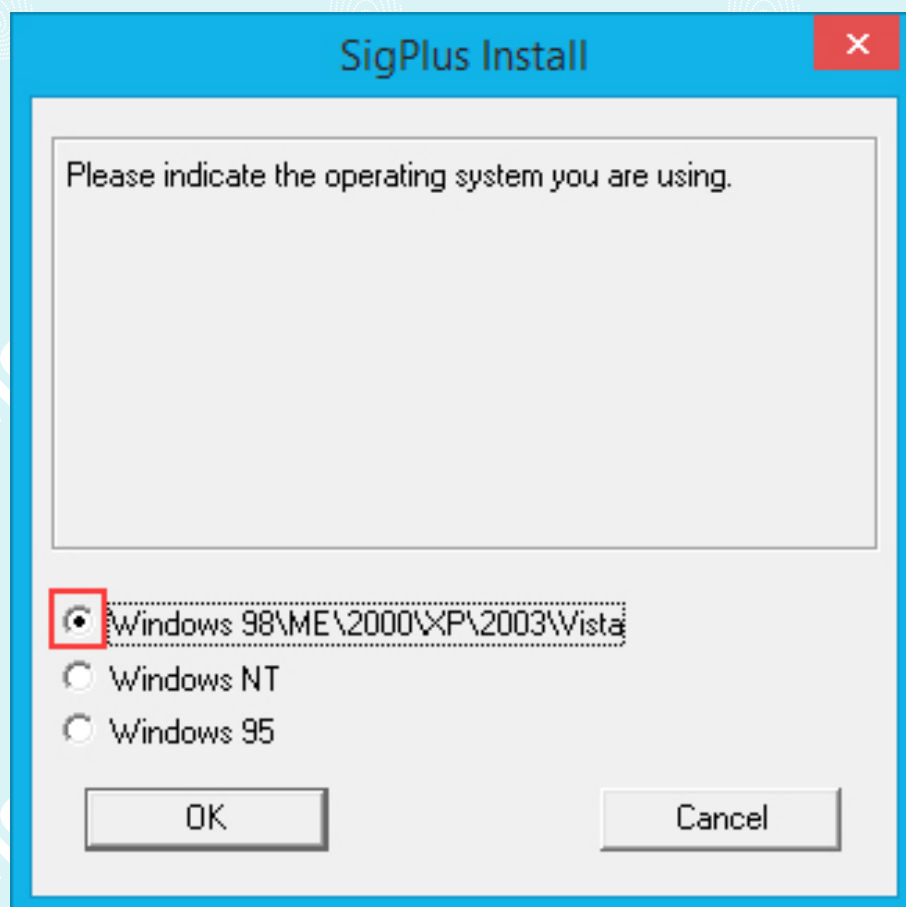 SigPlus Install
Please indicate the operating system you are using.
Windows 98\ME\2000\XP\2003\Vista
Windows NT
Windows 95
OK
Cancel